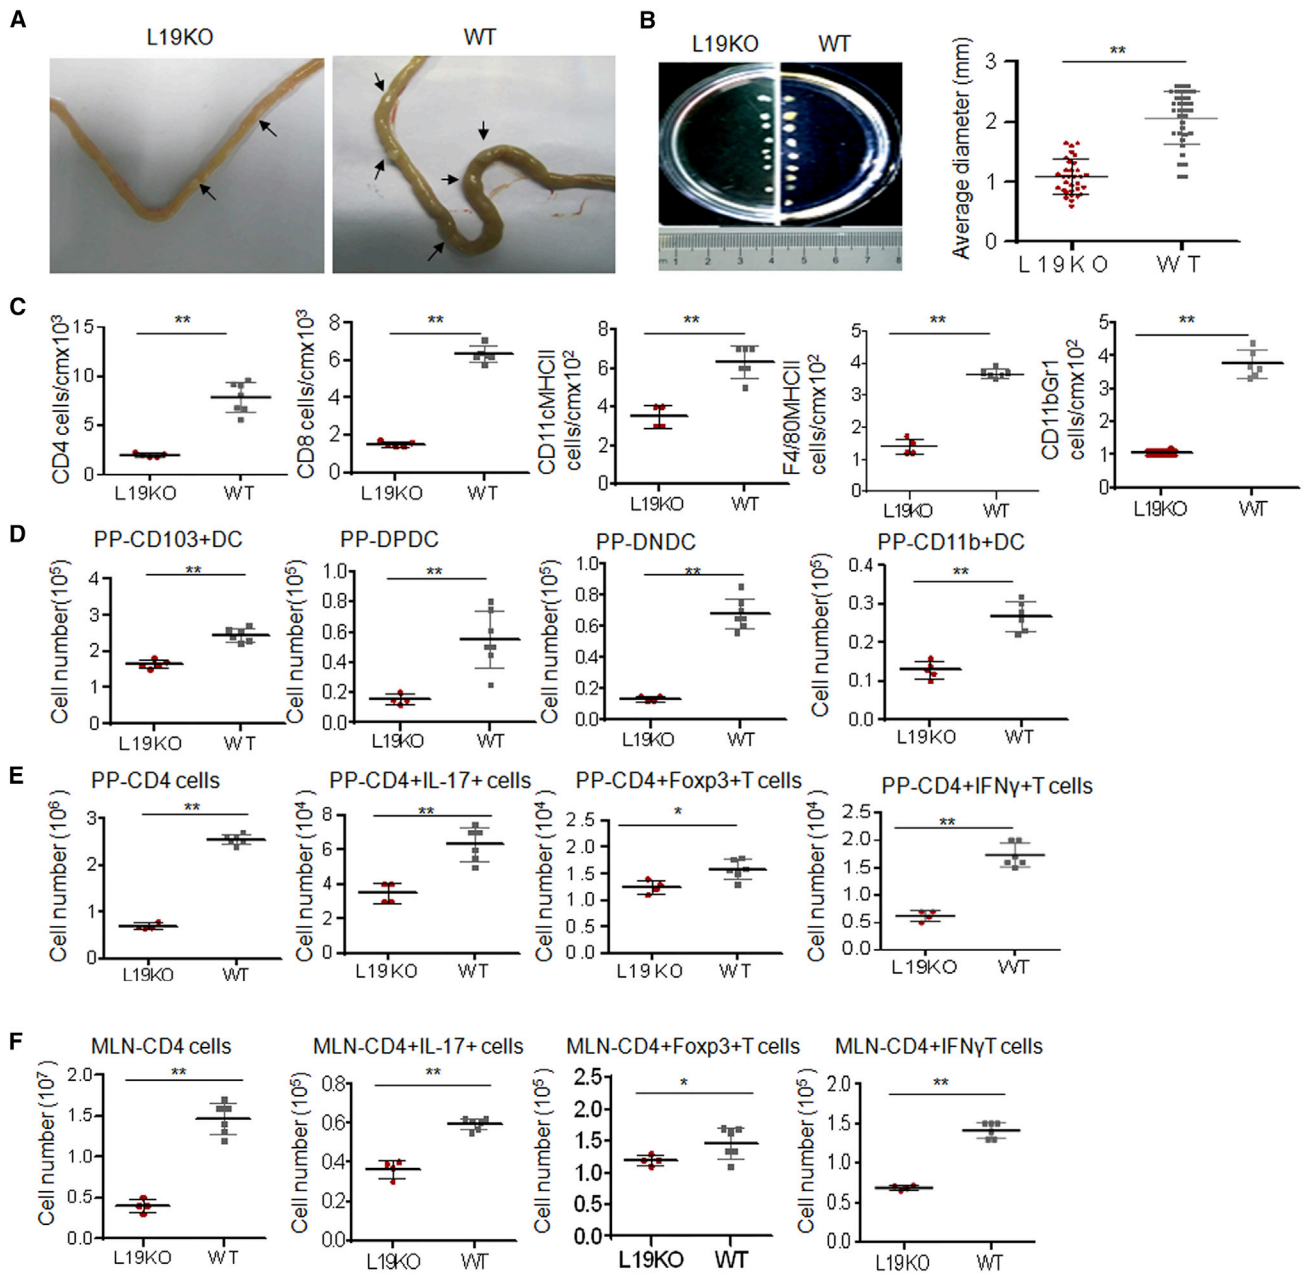 A
L19KO
WT
B
L19KO
WT
cm 1 2 3 4 5 6 7 8
Average diameter (mm)
3
2
1
0
**
L19KO
WT
C
CD4 cells/cmx10³
15
10
5
0
**
L19KO
WT
CD8 cells/cmx10³
8
6
4
2
0
**
L19KO
WT
CD11cMHCII
cells/cmx10²
8
6
4
2
0
**
L19KO
WT
F4/80MHCII
cells/cmx10²
5
4
3
2
1
0
**
L19KO
WT
CD11bGr1
cells/cmx10²
5
4
3
2
1
0
**
L19KO
WT
D
PP-CD103+DC
Cell number(10⁵)
4
3
2
1
0
**
L19KO
WT
PP-DPDC
Cell number(10⁵)
1.0
0.8
0.6
0.4
0.2
0.0
**
L19KO
WT
PP-DNDC
Cell number(10⁵)
1.0
0.8
0.6
0.4
0.2
0.0
**
L19KO
WT
PP-CD11b+DC
Cell number(10⁵)
0.4
0.3
0.2
0.1
0.0
**
L19KO
WT
E
PP-CD4 cells
Cell number (10⁶)
3
2
1
0
**
L19KO
WT
PP-CD4+IL-17+ cells
Cell number (10⁴)
8
6
4
2
0
**
L19KO
WT
PP-CD4+Foxp3+T cells
Cell number (10⁴)
2.5
2.0
1.5
1.0
0.5
0.0
*
L19KO
WT
PP-CD4+IFNγ+T cells
Cell number (10⁴)
2.5
2.0
1.5
1.0
0.5
0.0
**
L19KO
WT
F
MLN-CD4 cells
Cell number (10⁷)
2.0
1.5
1.0
0.5
0.0
**
L19KO
WT
MLN-CD4+IL-17+ cells
Cell number (10⁵)
0.8
0.6
0.4
0.2
0.0
**
L19KO
WT
MLN-CD4+Foxp3+T cells
Cell number (10⁵)
2.5
2.0
1.5
1.0
0.5
0.0
*
L19KO
WT
MLN-CD4+IFNγT cells
Cell number (10⁵)
2.0
1.5
1.0
0.5
0.0
**
L19KO
WT